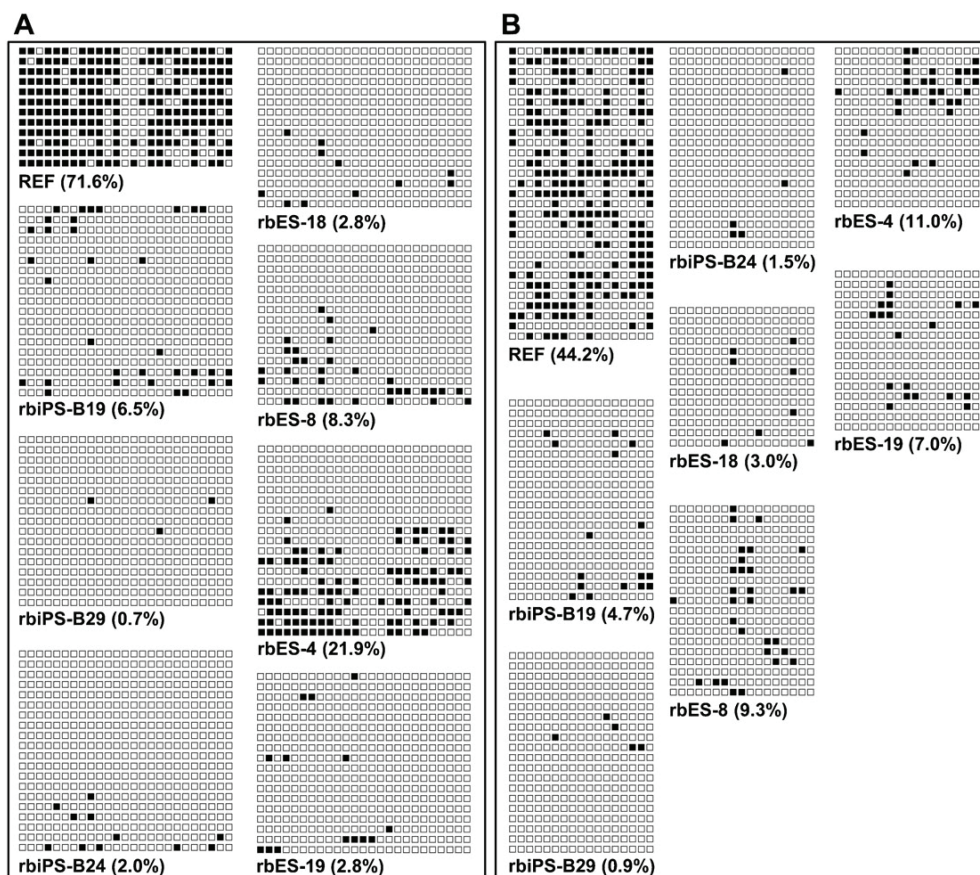 A
REF (71.6%)
rbiPS-B19 (6.5%)
rbiPS-B29 (0.7%)
rbiPS-B24 (2.0%)
rbES-18 (2.8%)
rbES-8 (8.3%)
rbES-4 (21.9%)
rbES-19 (2.8%)
B
REF (44.2%)
rbiPS-B19 (4.7%)
rbiPS-B29 (0.9%)
rbiPS-B24 (1.5%)
rbES-18 (3.0%)
rbES-8 (9.3%)
rbES-4 (11.0%)
rbES-19 (7.0%)